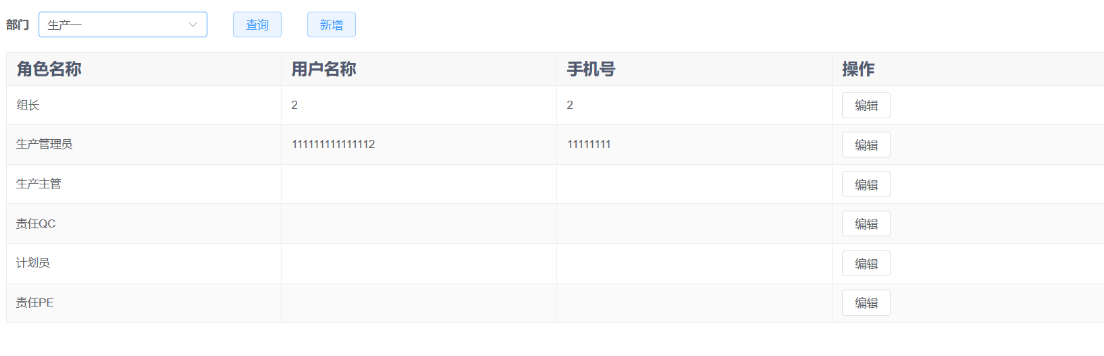 部门 生产一 查询 新增
角色名称 用户名称 手机号 操作
组长 2 2 编辑
生产管理员 111111111111112 11111111 编辑
生产主管 编辑
责任QC 编辑
计划员 编辑
责任PE 编辑